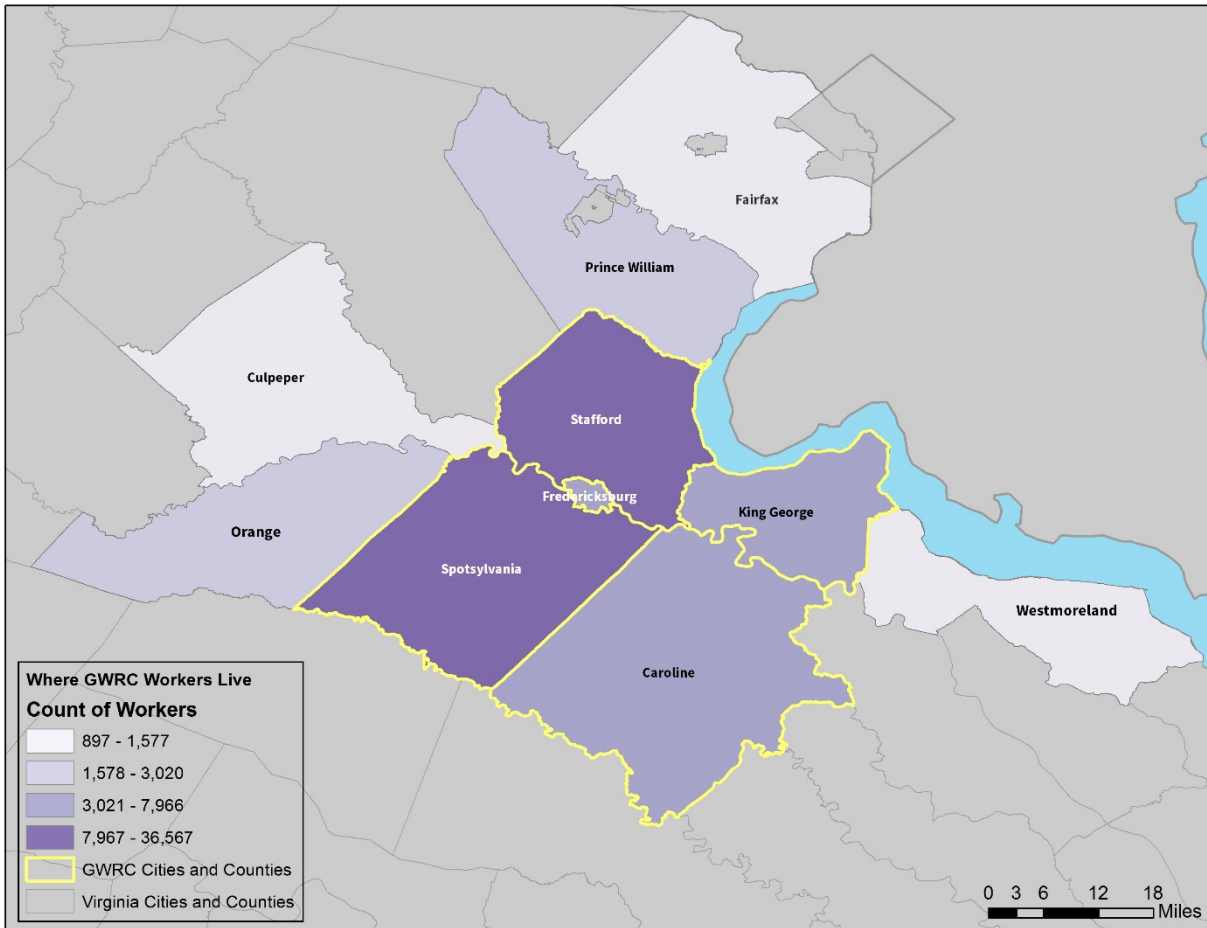 Fairfax
Prince William
Culpeper
Stafford
Fredericksburg
King George
Orange
Spotsylvania
Westmoreland
Caroline
Where GWRC Workers Live
Count of Workers
897 - 1,577
1,578 - 3,020
3,021 - 7,966
7,967 - 36,567
GWRC Cities and Counties
Virginia Cities and Counties
0 3 6 12 18
Miles